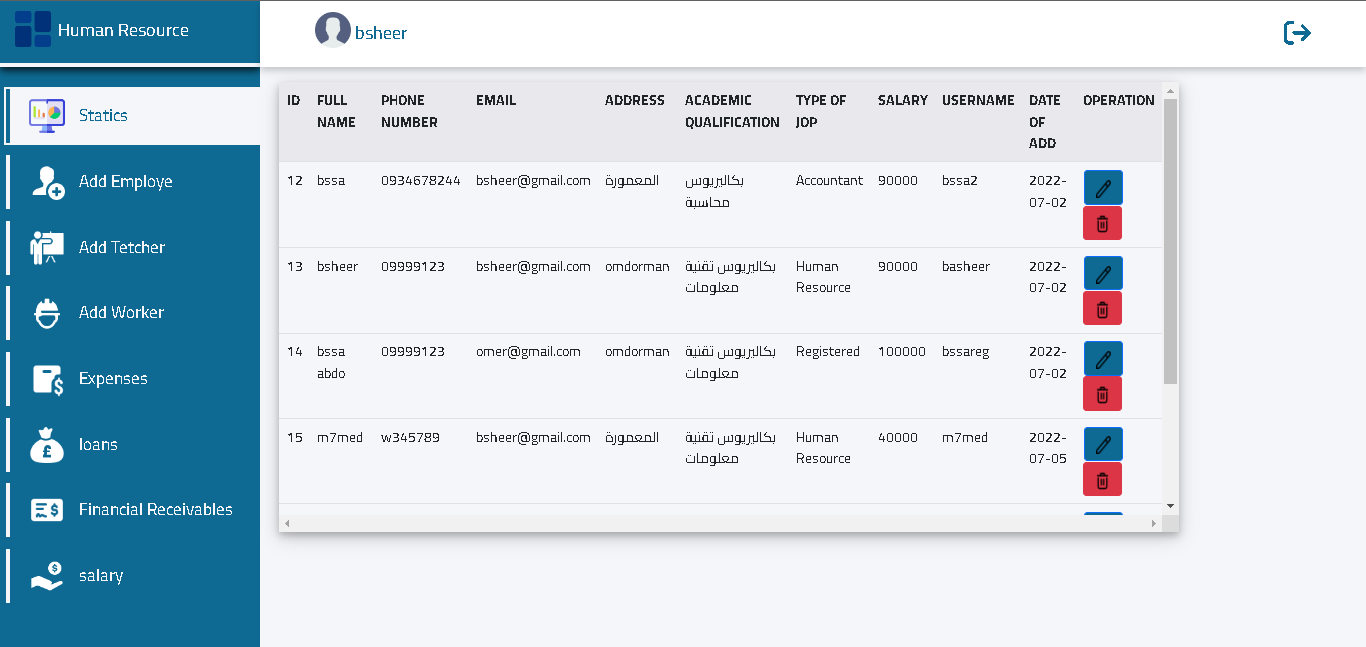 Human Resource
bsheer
Statics
Add Employe
Add Tetcher
Add Worker
Expenses
loans
Financial Receivables
salary
ID FULL PHONE EMAIL ADDRESS ACADEMIC TYPE OF SALARY USERNAME DATE OPERATION
NAME NUMBER QUALIFICATION JOP OF
ADD
12 bssa 0934678244 bsheer@gmail.com المعمورة بكالبريوس Accountant 90000 bssa2 2022-
محاسبة 07-02
13 bsheer 09999123 bsheer@gmail.com omdorman بكالبريوس تقنية Human 90000 basheer 2022-
معلومات Resource 07-02
14 bssa 09999123 omer@gmail.com omdorman بكالبريوس تقنية Registered 100000 bssareg 2022-
abdo معلومات 07-02
15 m7med w345789 bsheer@gmail.com المعمورة بكالبريوس تقنية Human 40000 m7med 2022-
معلومات Resource 07-05